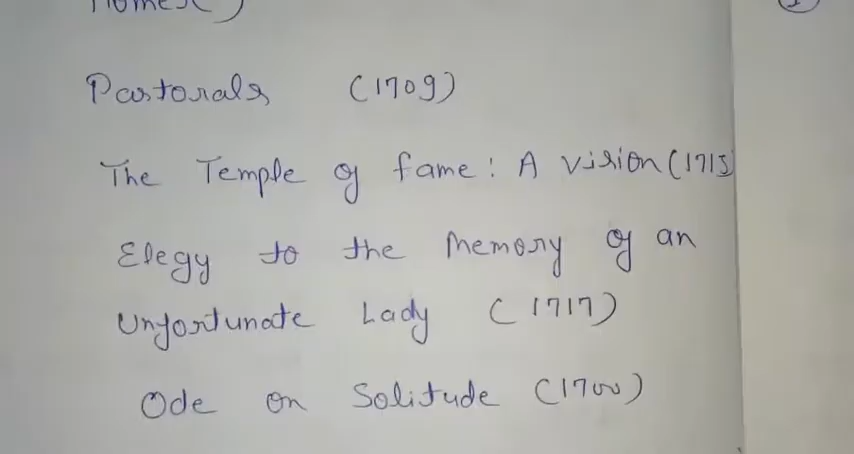 Pastorals (1709)
The Temple of fame: A vision (1715)
Elegy to the Memory of an
Unfortunate Lady (1717)
Ode on Solitude (1700)